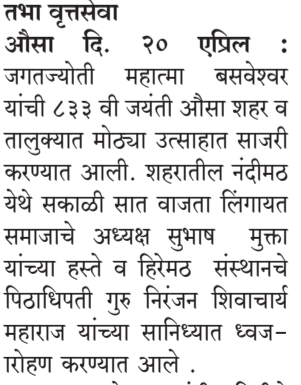 तभा वृत्तसेवा
औसा दि. २० एप्रिल :
जगतज्योती महात्मा बसवेश्वर
यांची ८३३ वी जयंती औसा शहर व
तालुक्यात मोठ्या उत्साहात साजरी
करण्यात आली. शहरातील नंदीमठ
येथे सकाळी सात वाजता लिंगायत
समाजाचे अध्यक्ष सुभाष मुक्ता
यांच्या हस्ते व हिरेमठ संस्थानचे
पिठाधिपती गुरु निरंजन शिवाचार्य
महाराज यांच्या सानिध्यात ध्वज-
ारोहण करण्यात आले .